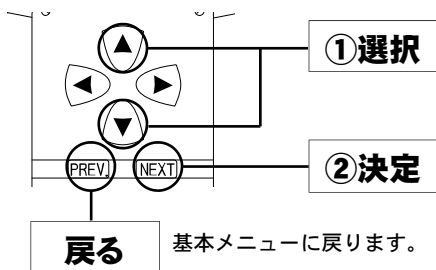 ①選択
PREV.
NEXT
②決定
戻る
基本メニューに戻ります。